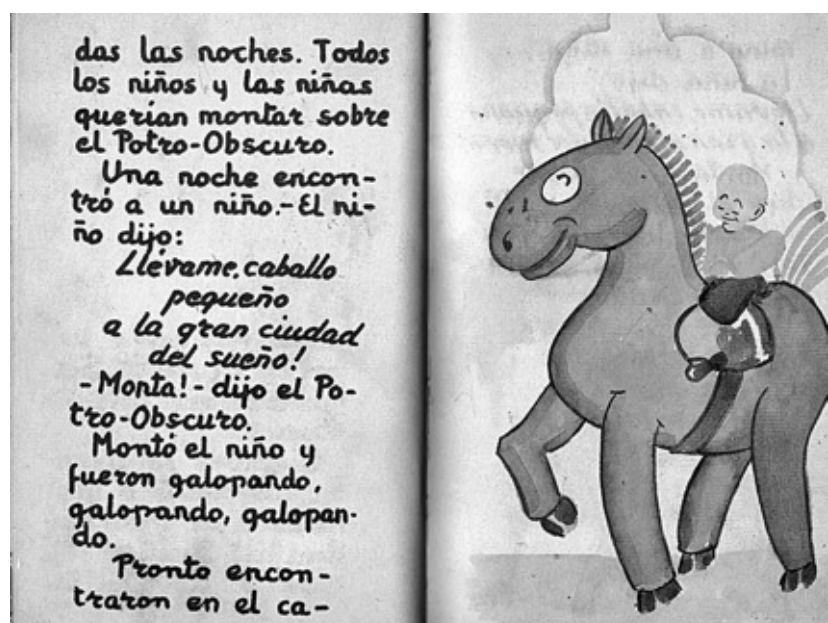 das las noches. Todos
los niños y las niñas
querian montar sobre
el Potro-Obscuro.
Una noche encon-
tró a un niño.-El ni-
ño dijo:
Llévame, caballo
pequeño
a la gran ciudad
del sueño!
-Monta!- dijo el Po-
tro-Obscuro.
Montó el niño y
fueron galopando,
galopando, galopan-
do.
Pronto encon-
traron en el ca-